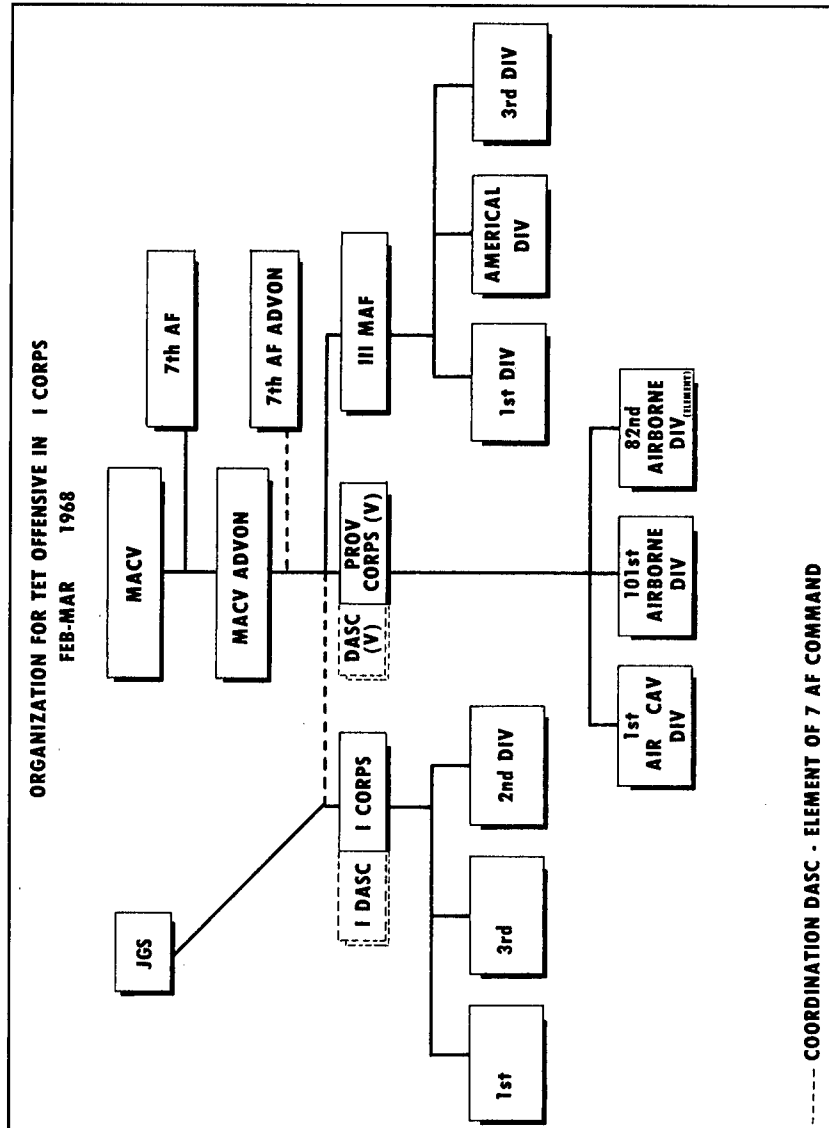 ORGANIZATION FOR TET OFFENSIVE IN I CORPS
FEB-MAR 1968
MACV
7th AF
JGS
MACV ADVON
7th AF ADVON
I DASC
I CORPS
DASC
(V)
PROV
CORPS (V)
III MAF
1st
3rd
2nd DIV
1st DIV
AMERICAL
DIV
3rd DIV
1st
AIR CAV
DIV
101st
AIRBORNE
DIV
82nd
AIRBORNE
DIV
(ELEMENT)
----- COORDINATION DASC - ELEMENT OF 7 AF COMMAND